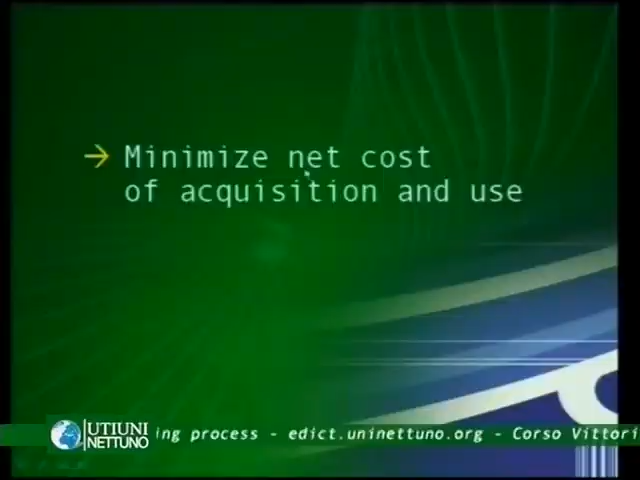 → Minimize net cost
of acquisition and use
UTIUNI
NETTUNO
ing process - edict.uninettuno.org - Corso Vittori